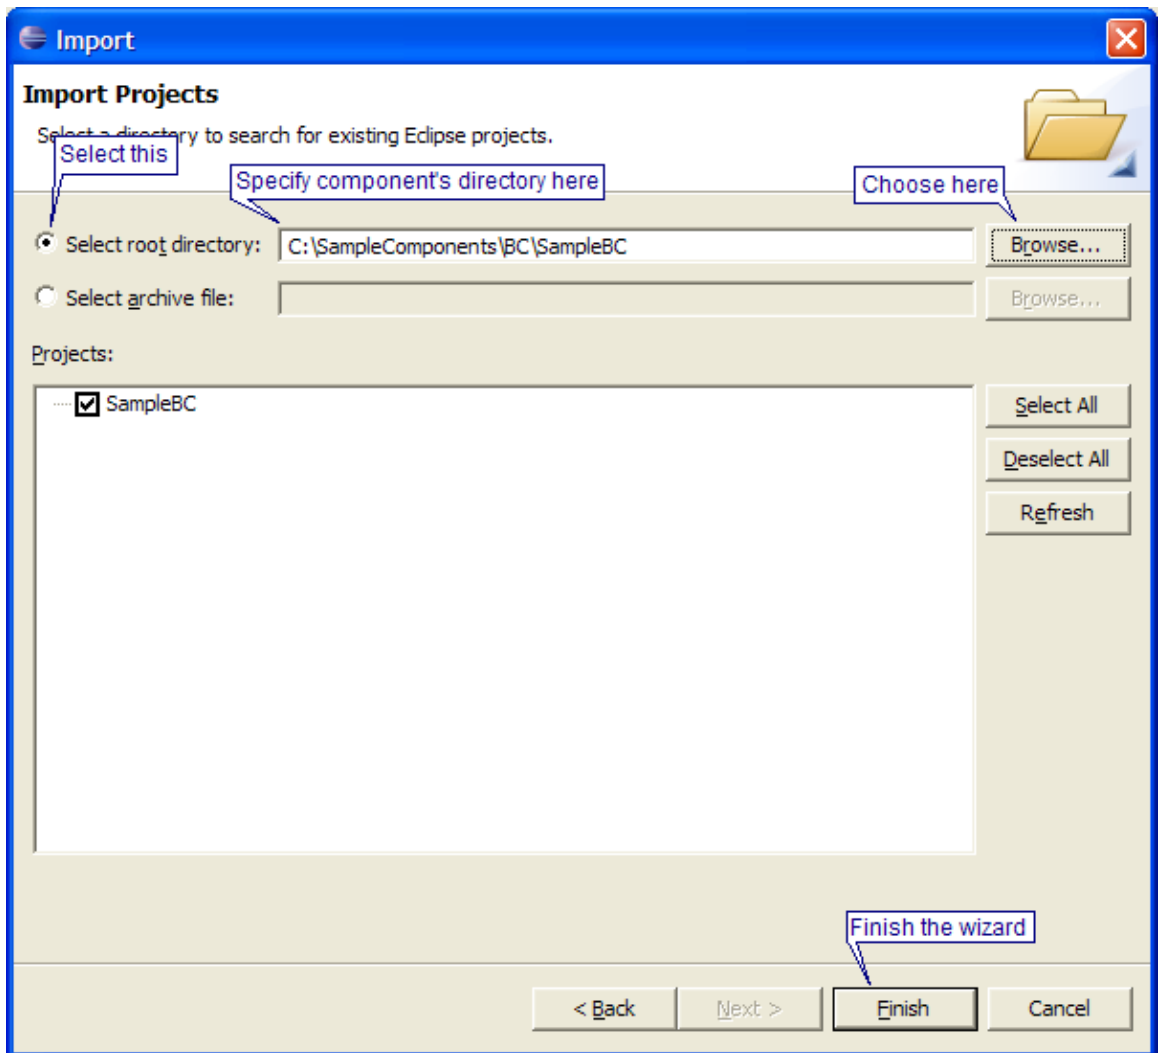 Import
Import Projects
Select a directory to search for existing Eclipse projects.
Select this
Specify component's directory here
Choose here
Select root directory: C:\SampleComponents\BC\SampleBC Browse...
Select archive file: Browse...
Projects:
SampleBC
Select All
Deselect All
Refresh
Finish the wizard
< Back Next > Finish Cancel